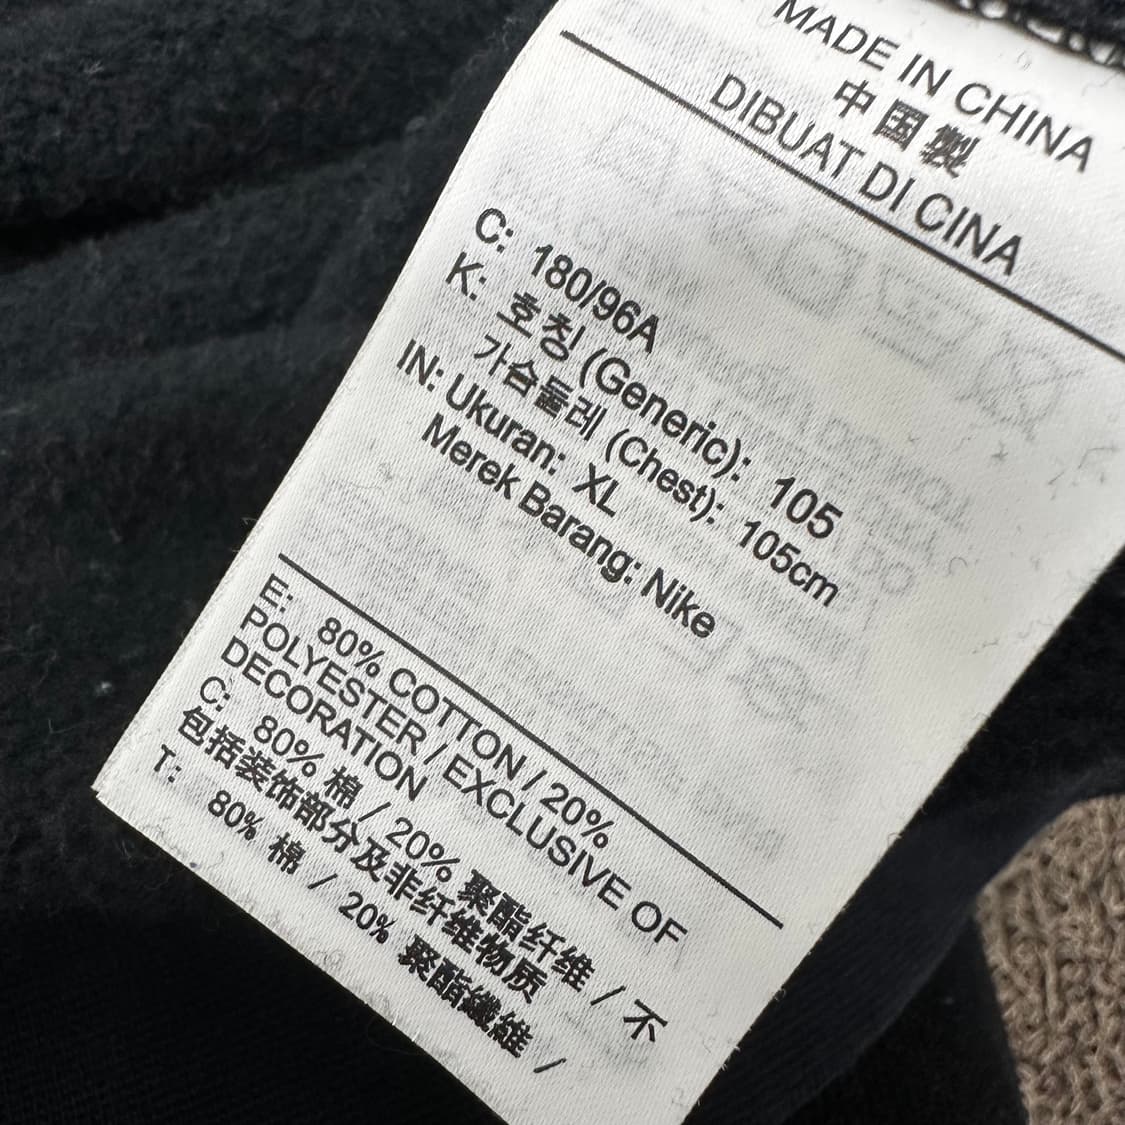 MADE IN CHINA
中国製
DIBUAT DI CINA
C: 180/96A
K: 호칭 (Generic): 105
가슴둘레 (Chest): 105cm
IN: Ukuran: XL
Merek Barang: Nike
E: 80% COTTON / 20%
POLYESTER / EXCLUSIVE OF
DECORATION
C: 80% 棉 / 20% 聚酯纤维 / 不
包括装饰部分及非纤维物质
T: 80% 棉 / 20% 聚酯纖維 /